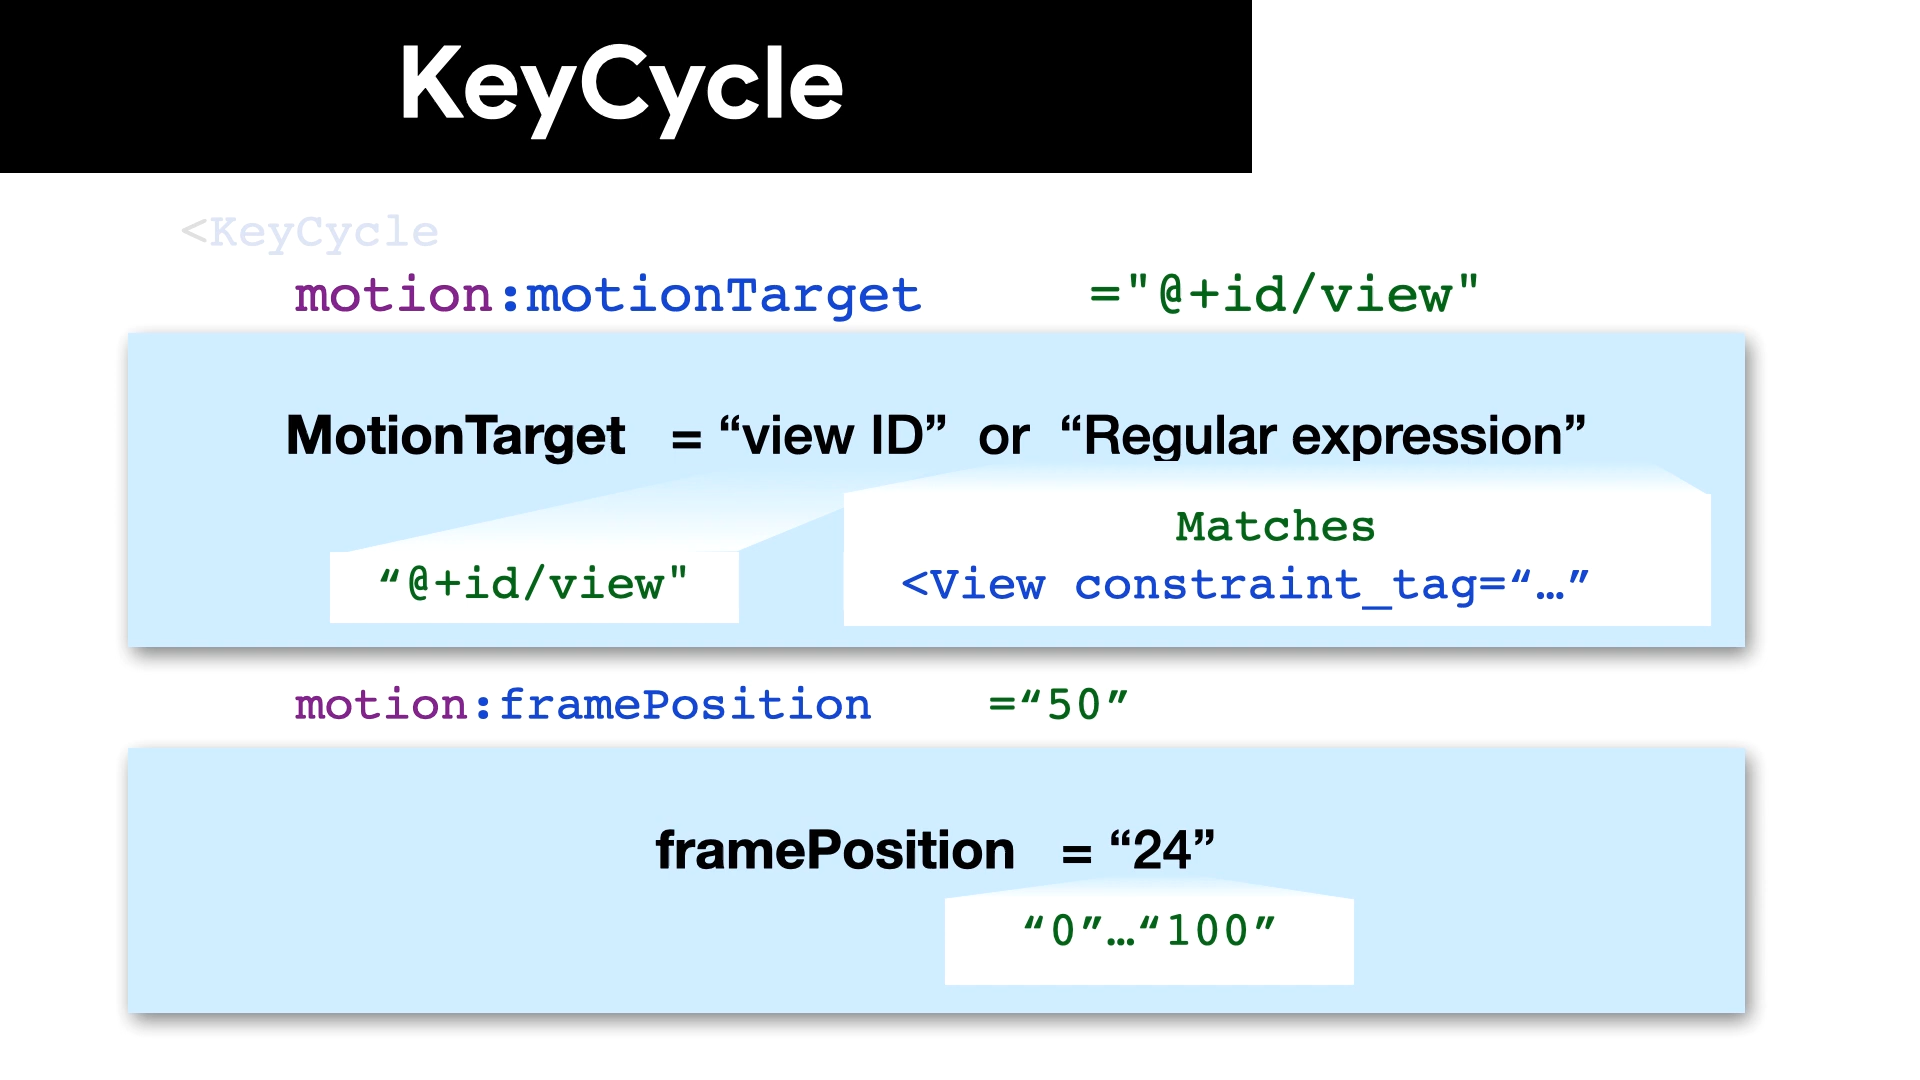 KeyCycle
<KeyCycle
motion:motionTarget ="@+id/view"
MotionTarget = “view ID” or “Regular expression”
Matches
“@+id/view" <View constraint_tag=“…”
motion:framePosition =“50”
framePosition = “24”
“0”…“100”